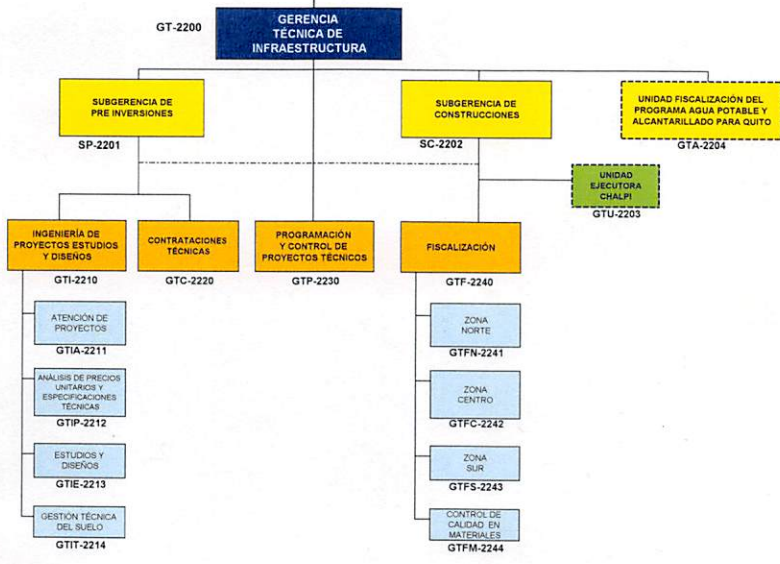 GT-2200
GERENCIA
TÉCNICA DE
INFRAESTRUCTURA
SUBGERENCIA DE
PRE INVERSIONES
SP-2201
SUBGERENCIA DE
CONSTRUCCIONES
SC-2202
UNIDAD FISCALIZACIÓN DEL
PROGRAMA AGUA POTABLE Y
ALCANTARILLADO PARA QUITO
GTA-2204
UNIDAD
EJECUTORA
CHALPI
GTU-2203
INGENIERÍA DE
PROYECTOS ESTUDIOS
Y DISEÑOS
GTI-2210
CONTRATACIONES
TÉCNICAS
GTC-2220
PROGRAMACIÓN
Y CONTROL DE
PROYECTOS TÉCNICOS
GTP-2230
FISCALIZACIÓN
GTF-2240
ATENCIÓN DE
PROYECTOS
GTIA-2211
ANÁLISIS DE PRECIOS
UNITARIOS Y
ESPECIFICACIONES
TÉCNICAS
GTIP-2212
ESTUDIOS Y
DISEÑOS
GTIE-2213
GESTIÓN TÉCNICA
DEL SUELO
GTIT-2214
ZONA
NORTE
GTFN-2241
ZONA
CENTRO
GTFC-2242
ZONA
SUR
GTFS-2243
CONTROL DE
CALIDAD EN
MATERIALES
GTFM-2244